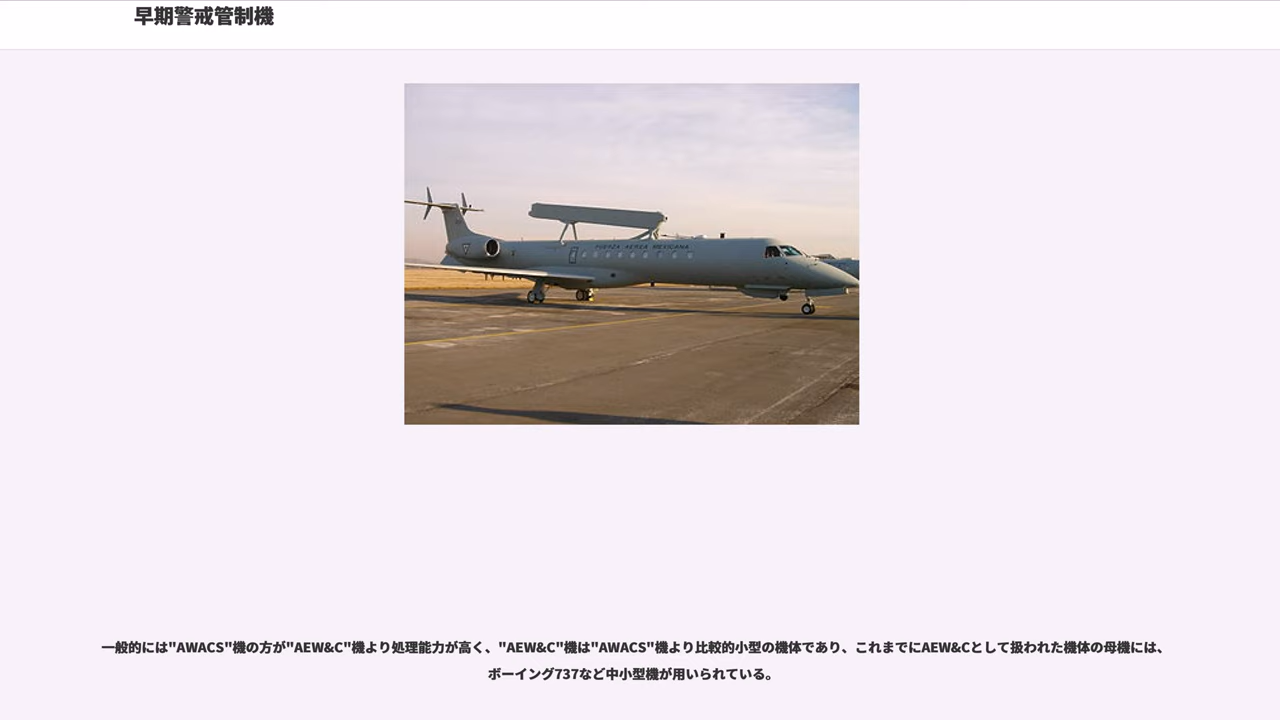 早期警戒管制機
FUERZA AEREA MEXICANA
一般的には"AWACS"機の方が"AEW&C"機より処理能力が高く、"AEW&C"機は"AWACS"機より比較的小型の機体であり、これまでにAEW&Cとして扱われた機体の母機には、
ボーイング737など中小型機が用いられている。